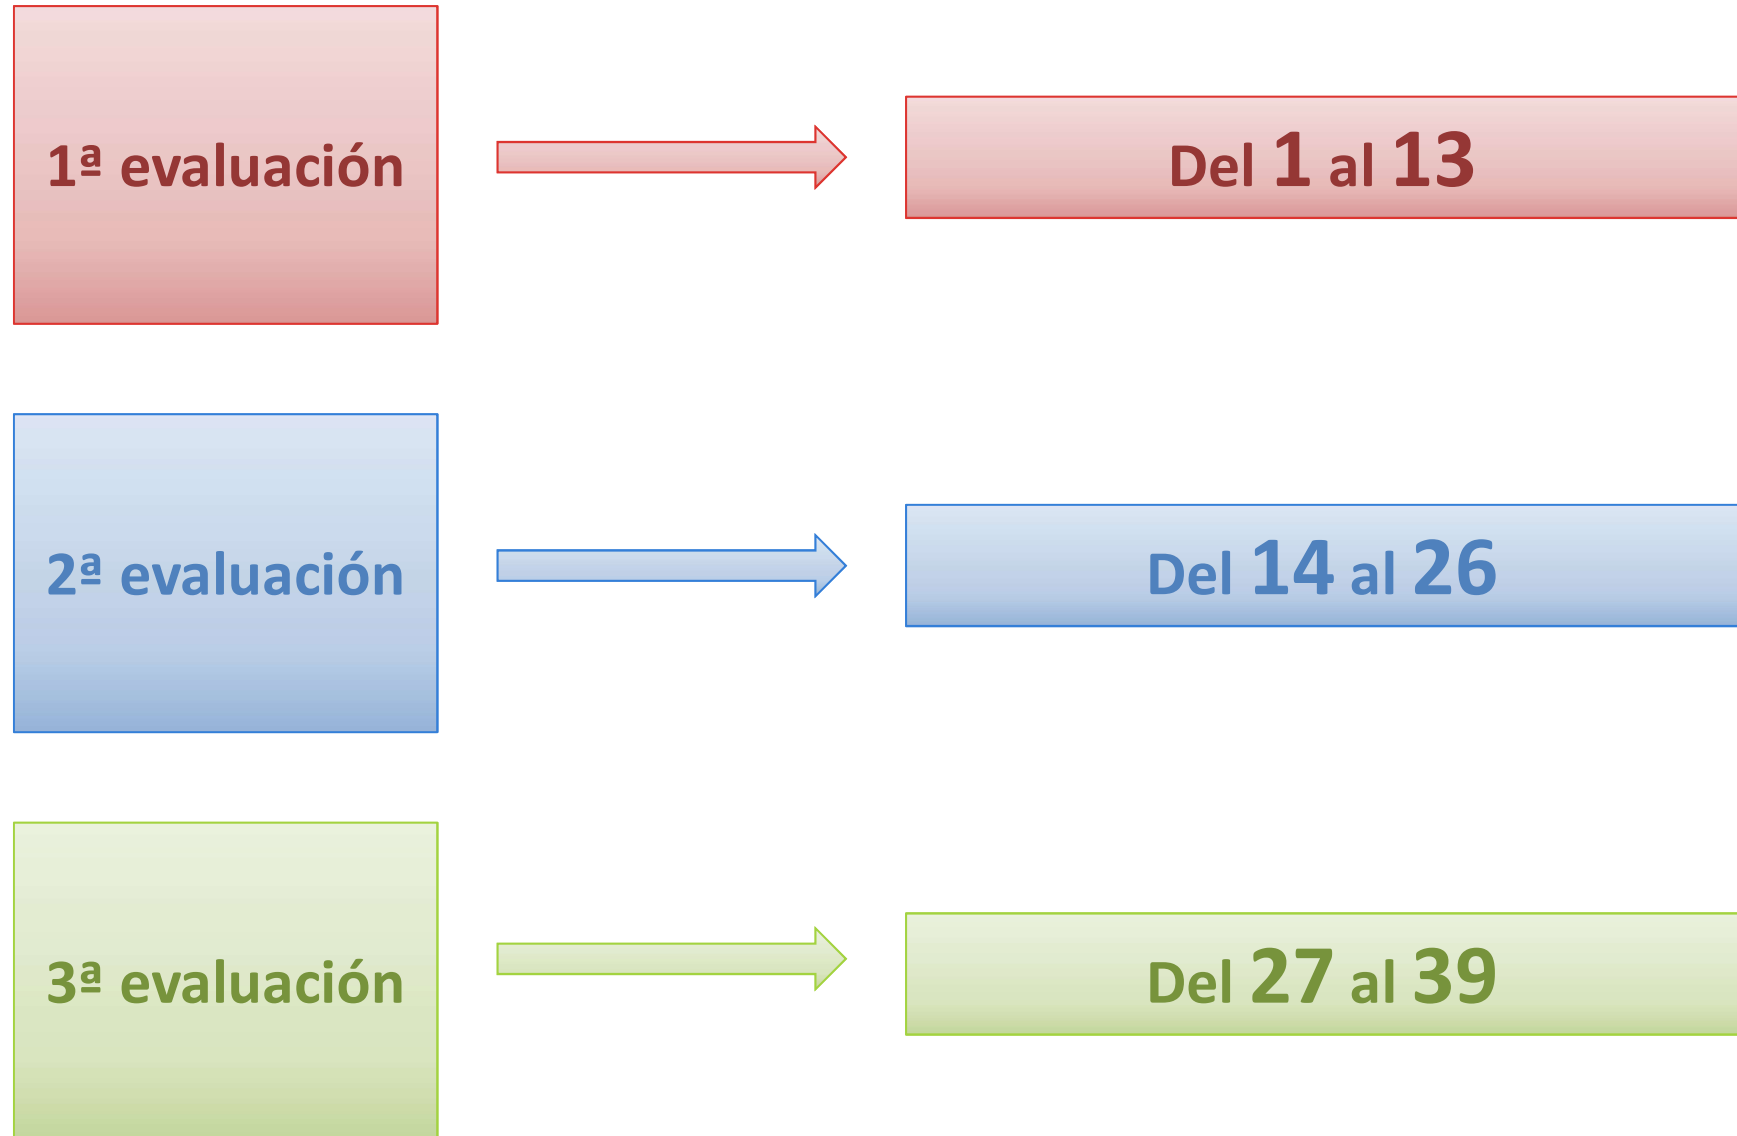 1ª evaluación
Del 1 al 13
2ª evaluación
Del 14 al 26
3ª evaluación
Del 27 al 39